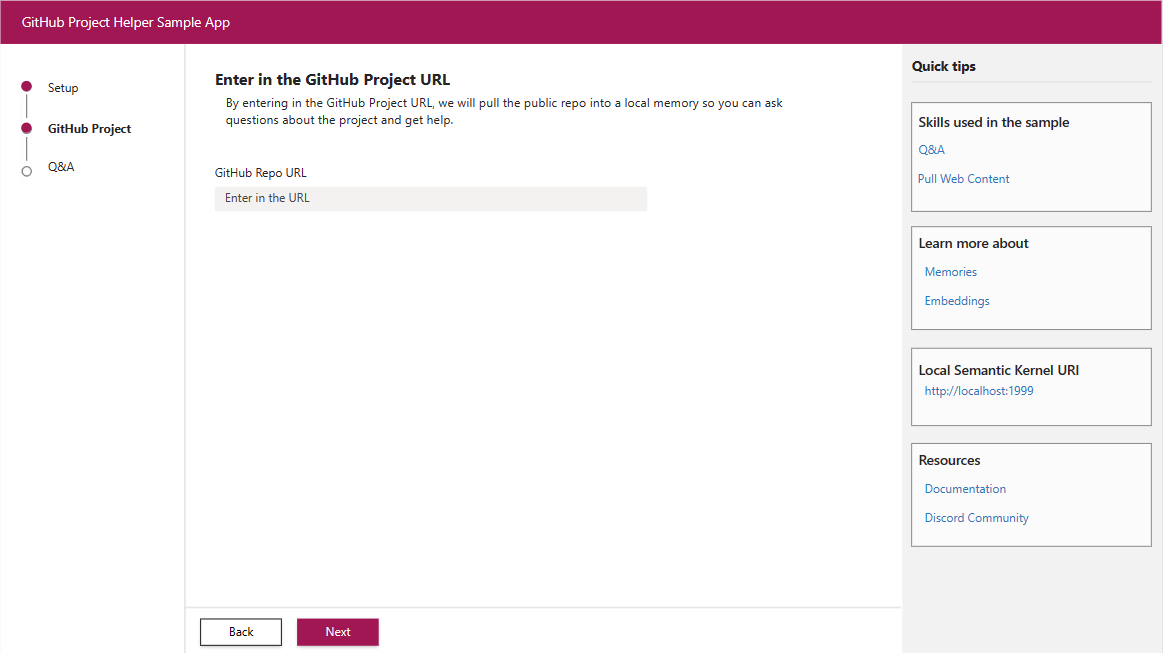 GitHub Project Helper Sample App
Setup
GitHub Project
Q&A
Enter in the GitHub Project URL
By entering in the GitHub Project URL, we will pull the public repo into a local memory so you can ask
questions about the project and get help.
GitHub Repo URL
Enter in the URL
Back
Next
Quick tips
Skills used in the sample
Q&A
Pull Web Content
Learn more about
Memories
Embeddings
Local Semantic Kernel URI
http://localhost:1999
Resources
Documentation
Discord Community